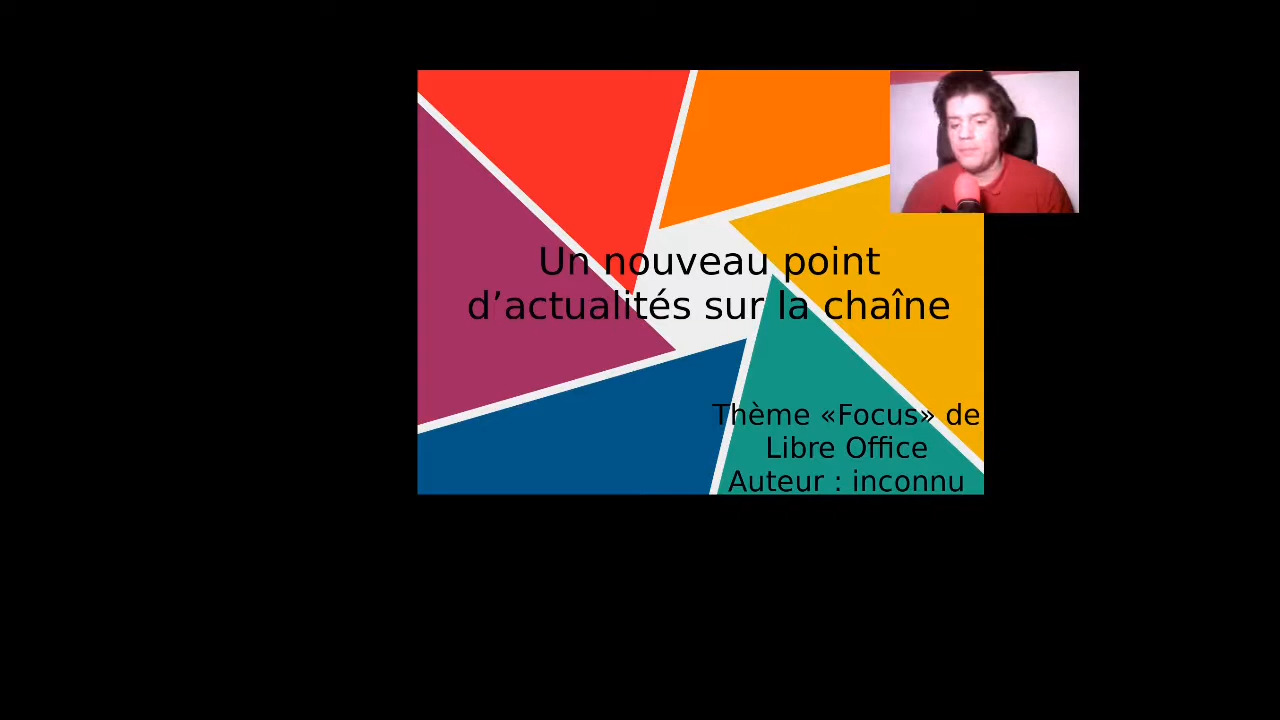 Un nouveau point
d’actualités sur la chaîne
Thème «Focus» de
Libre Office
Auteur : inconnu